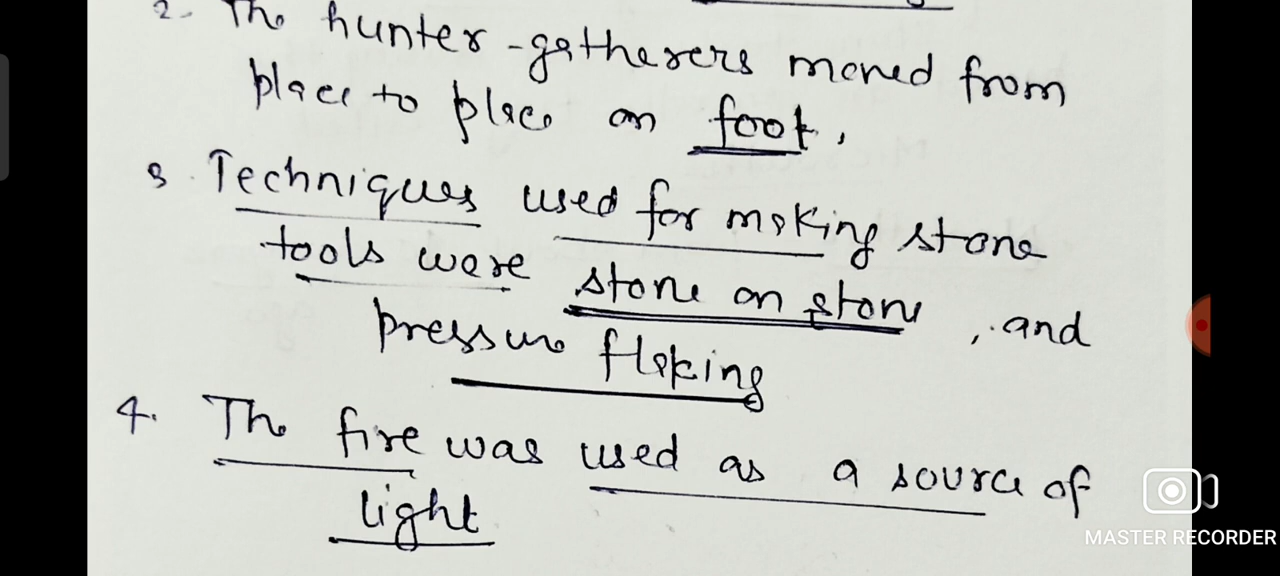 2. The hunter-gatherers moved from
place to place on foot.
3. Techniques used for making stone
tools were stone on stone, and
pressure flaking
4. The fire was used as a source of
light
MASTER RECORDER